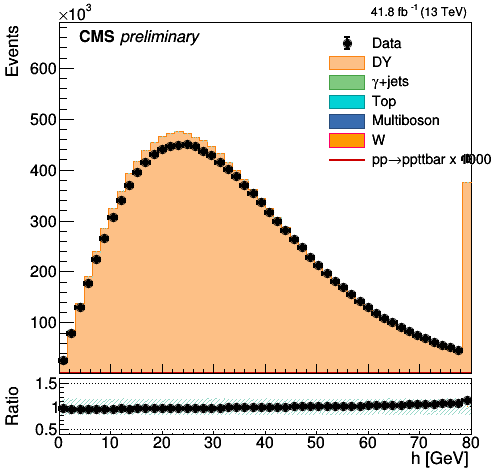 ×10³
41.8 fb⁻¹ (13 TeV)
CMS preliminary
Events
600
500
400
300
200
100
Data
DY
γ+jets
Top
Multiboson
W
pp→ppttbar x 1000
Ratio
1.5
1
0.5
0 10 20 30 40 50 60 70 80
h [GeV]